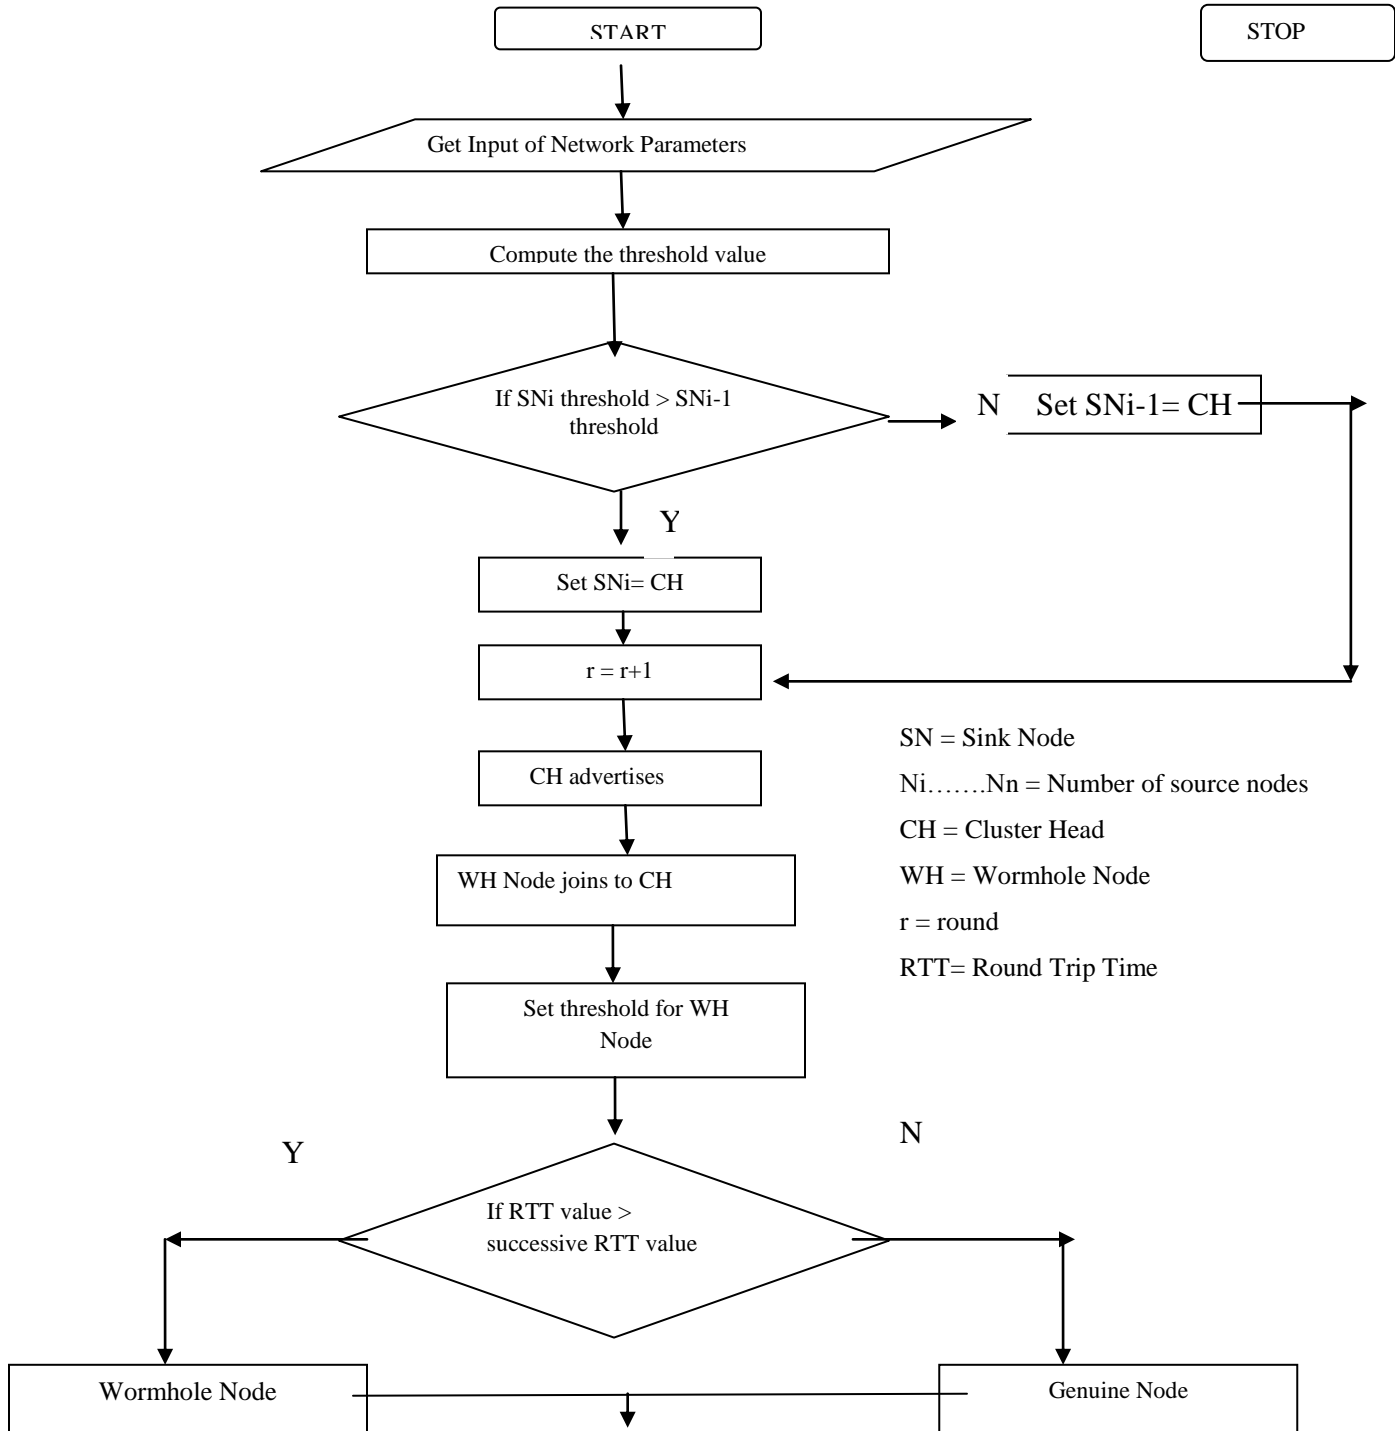 START
STOP
Get Input of Network Parameters
Compute the threshold value
If SNi threshold > SNi-1
threshold
N
Set SNi-1= CH
Y
Set SNi= CH
r = r+1
CH advertises
SN = Sink Node
Ni…….Nn = Number of source nodes
CH = Cluster Head
WH = Wormhole Node
r = round
RTT= Round Trip Time
WH Node joins to CH
Set threshold for WH
Node
Y
N
If RTT value >
successive RTT value
Wormhole Node
Genuine Node